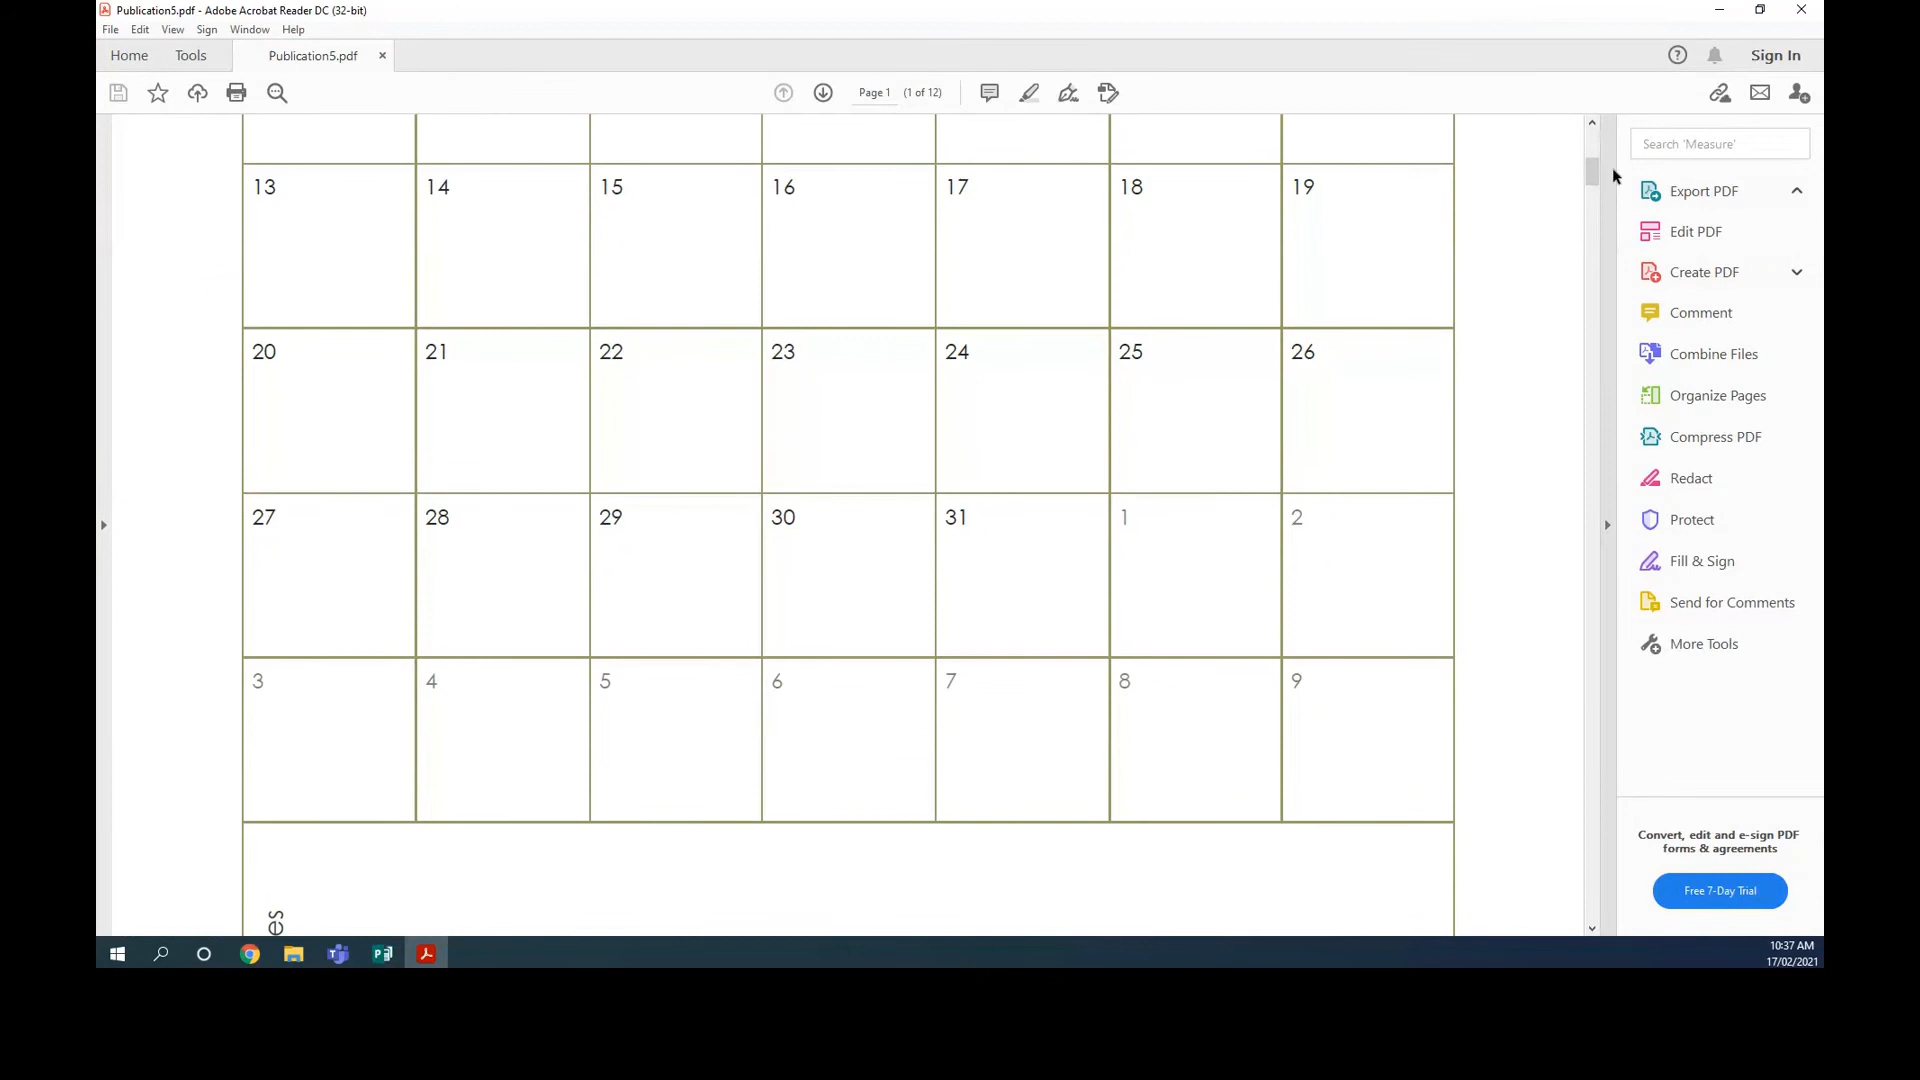 Publication5.pdf - Adobe Acrobat Reader DC (32-bit)
File Edit View Sign Window Help
Home Tools Publication5.pdf × Sign In
Page 1 (1 of 12)
Search 'Measure'
13 14 15 16 17 18 19
20 21 22 23 24 25 26
27 28 29 30 31 1 2
3 4 5 6 7 8 9
es
Export PDF
Edit PDF
Create PDF
Comment
Combine Files
Organize Pages
Compress PDF
Redact
Protect
Fill & Sign
Send for Comments
More Tools
Convert, edit and e-sign PDF
forms & agreements
Free 7-Day Trial
10:37 AM
17/02/2021